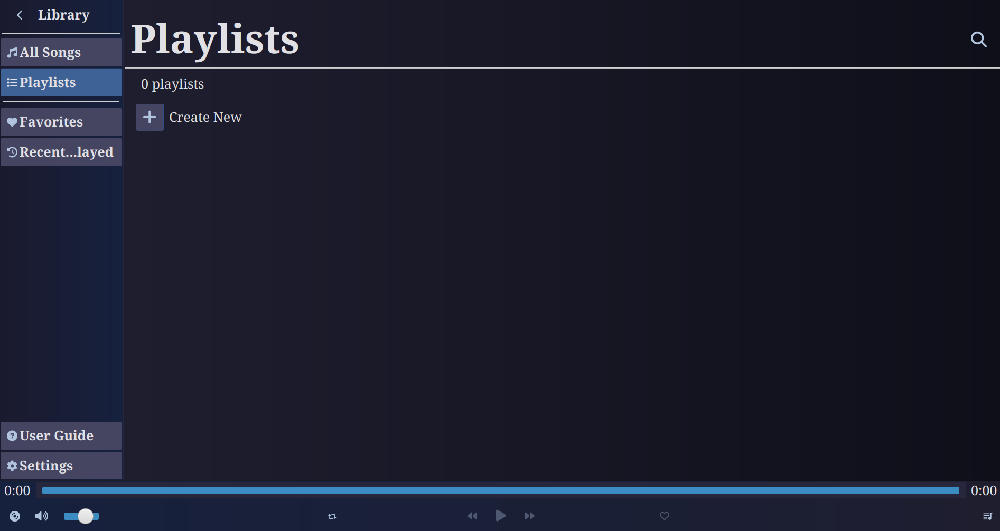 Library
All Songs
Playlists
Favorites
Recent...layed
User Guide
Settings
Playlists
0 playlists
Create New
0:00
0:00